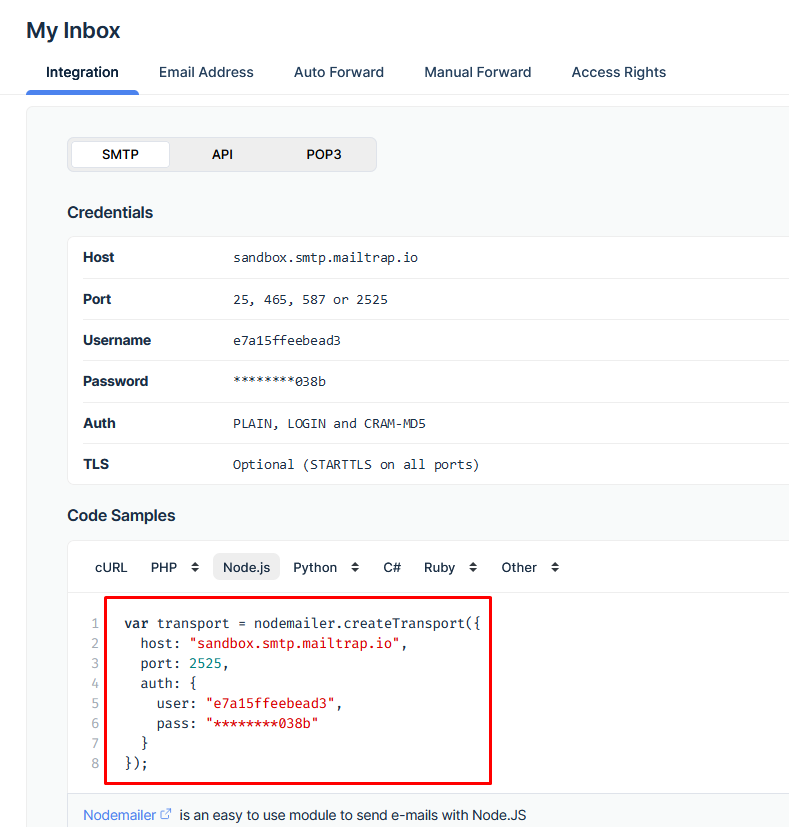 My Inbox
Integration Email Address Auto Forward Manual Forward Access Rights
SMTP API POP3
Credentials
Host sandbox.smtp.mailtrap.io
Port 25, 465, 587 or 2525
Username e7a15ffeebead3
Password ********038b
Auth PLAIN, LOGIN and CRAM-MD5
TLS Optional (STARTTLS on all ports)
Code Samples
cURL PHP Node.js Python C# Ruby Other
1 var transport = nodemailer.createTransport({
2 host: "sandbox.smtp.mailtrap.io",
3 port: 2525,
4 auth: {
5 user: "e7a15ffeebead3",
6 pass: "********038b"
7 }
8 });
Nodemailer is an easy to use module to send e-mails with Node.JS